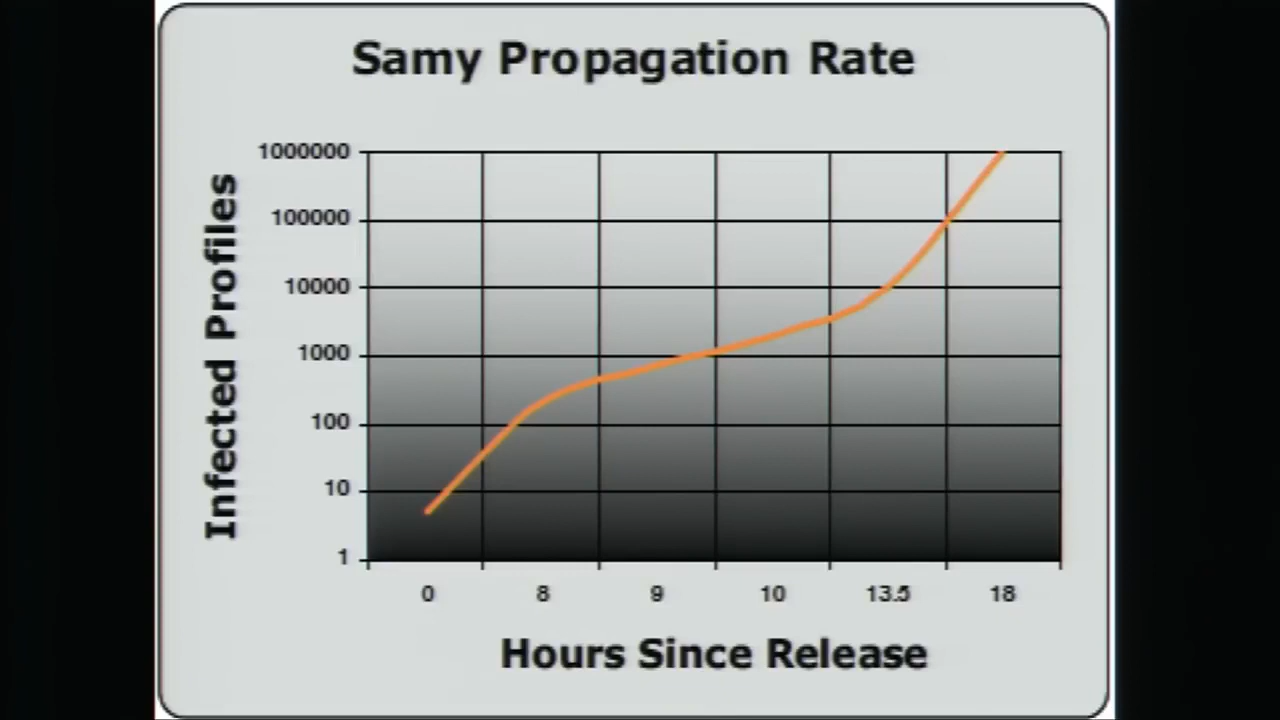 Samy Propagation Rate
1000000
100000
10000
1000
100
10
1
Infected Profiles
0 8 9 10 13.5 18
Hours Since Release